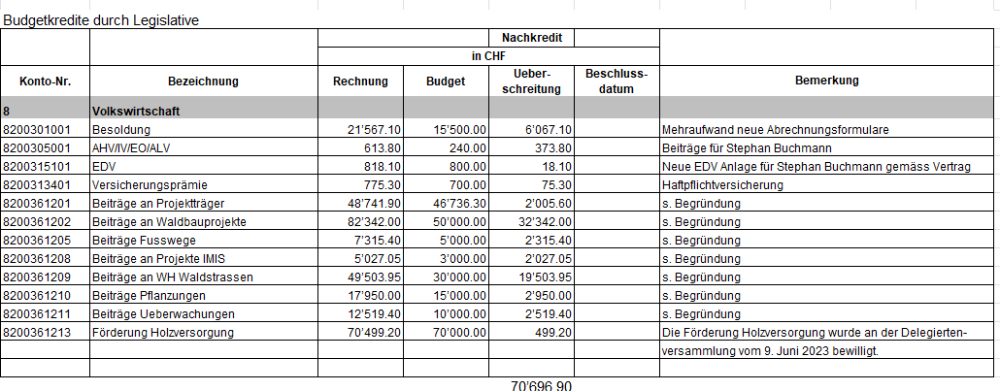 Budgetkredite durch Legislative
Nachkredit
in CHF
Konto-Nr. Bezeichnung Rechnung Budget Ueber-schreitung Beschluss-datum Bemerkung
8 Volkswirtschaft
8200301001 Besoldung 21'567.10 15'500.00 6'067.10 Mehraufwand neue Abrechnungsformulare
8200305001 AHV/IV/EO/ALV 613.80 240.00 373.80 Beiträge für Stephan Buchmann
8200315101 EDV 818.10 800.00 18.10 Neue EDV Anlage für Stephan Buchmann gemäss Vertrag
8200313401 Versicherungsprämie 775.30 700.00 75.30 Haftpflichtversicherung
8200361201 Beiträge an Projektträger 48'741.90 46'736.30 2'005.60 s. Begründung
8200361202 Beiträge an Waldbauprojekte 82'342.00 50'000.00 32'342.00 s. Begründung
8200361205 Beiträge Fusswege 7'315.40 5'000.00 2'315.40 s. Begründung
8200361208 Beiträge an Projekte IMIS 5'027.05 3'000.00 2'027.05 s. Begründung
8200361209 Beiträge an WH Waldstrassen 49'503.95 30'000.00 19'503.95 s. Begründung
8200361210 Beiträge Pflanzungen 17'950.00 15'000.00 2'950.00 s. Begründung
8200361211 Beiträge Ueberwachungen 12'519.40 10'000.00 2'519.40 s. Begründung
8200361213 Förderung Holzversorgung 70'499.20 70'000.00 499.20 Die Förderung Holzversorgung wurde an der Delegierten-
versammlung vom 9. Juni 2023 bewilligt.
70'696.90